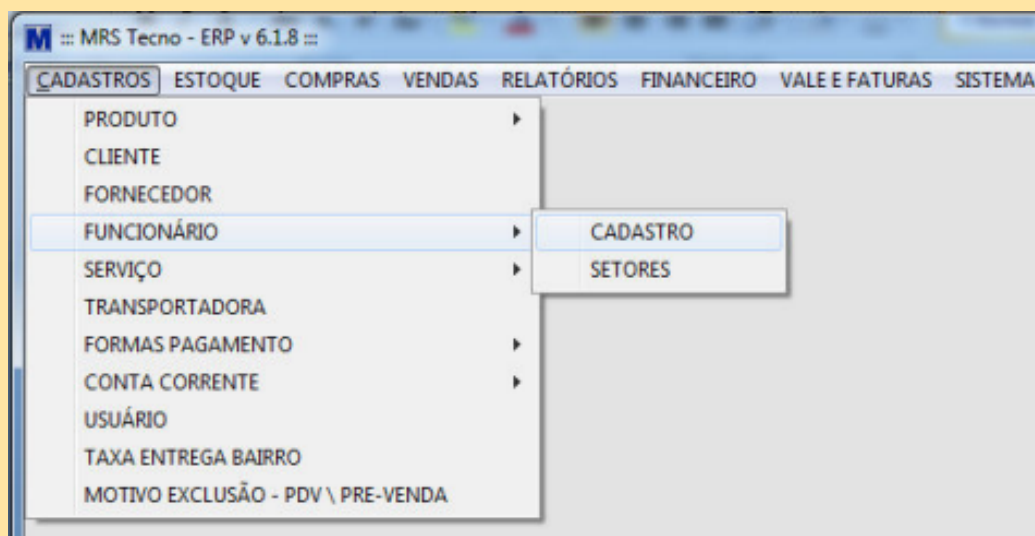 M ::: MRS Tecno - ERP v 6.1.8 :::
CADASTROS ESTOQUE COMPRAS VENDAS RELATÓRIOS FINANCEIRO VALE E FATURAS SISTEMA
PRODUTO
CLIENTE
FORNECEDOR
FUNCIONÁRIO CADASTRO
SERVIÇO SETORES
TRANSPORTADORA
FORMAS PAGAMENTO
CONTA CORRENTE
USUÁRIO
TAXA ENTREGA BAIRRO
MOTIVO EXCLUSÃO - PDV \ PRE-VENDA